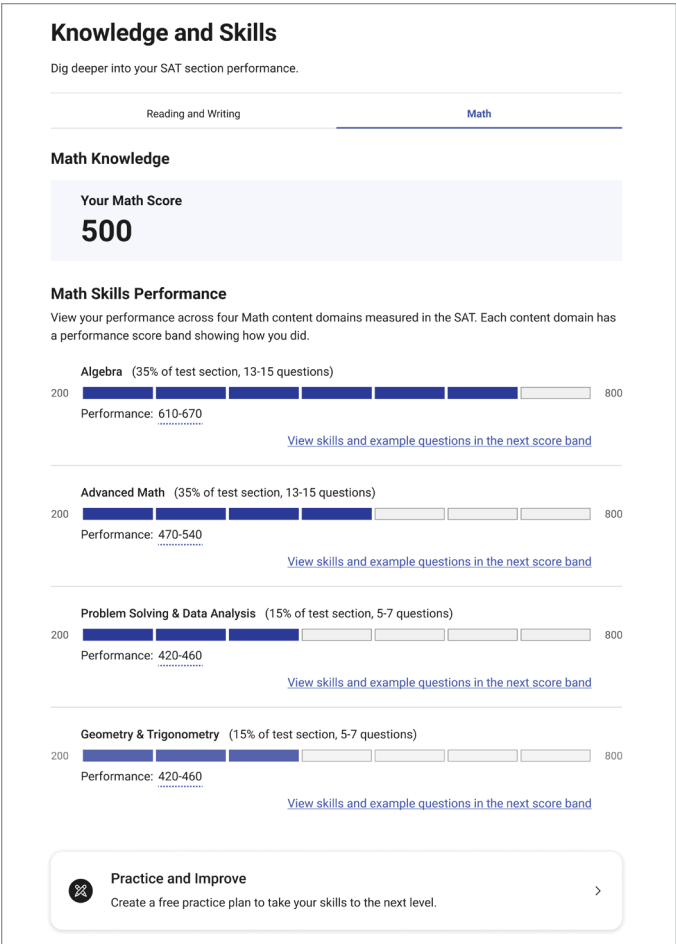 Knowledge and Skills
Dig deeper into your SAT section performance.
Reading and Writing
Math
Math Knowledge
Your Math Score
500
Math Skills Performance
View your performance across four Math content domains measured in the SAT. Each content domain has
a performance score band showing how you did.
Algebra (35% of test section, 13-15 questions)
200 800
Performance: 610-670
View skills and example questions in the next score band
Advanced Math (35% of test section, 13-15 questions)
200 800
Performance: 470-540
View skills and example questions in the next score band
Problem Solving & Data Analysis (15% of test section, 5-7 questions)
200 800
Performance: 420-460
View skills and example questions in the next score band
Geometry & Trigonometry (15% of test section, 5-7 questions)
200 800
Performance: 420-460
View skills and example questions in the next score band
Practice and Improve
Create a free practice plan to take your skills to the next level.